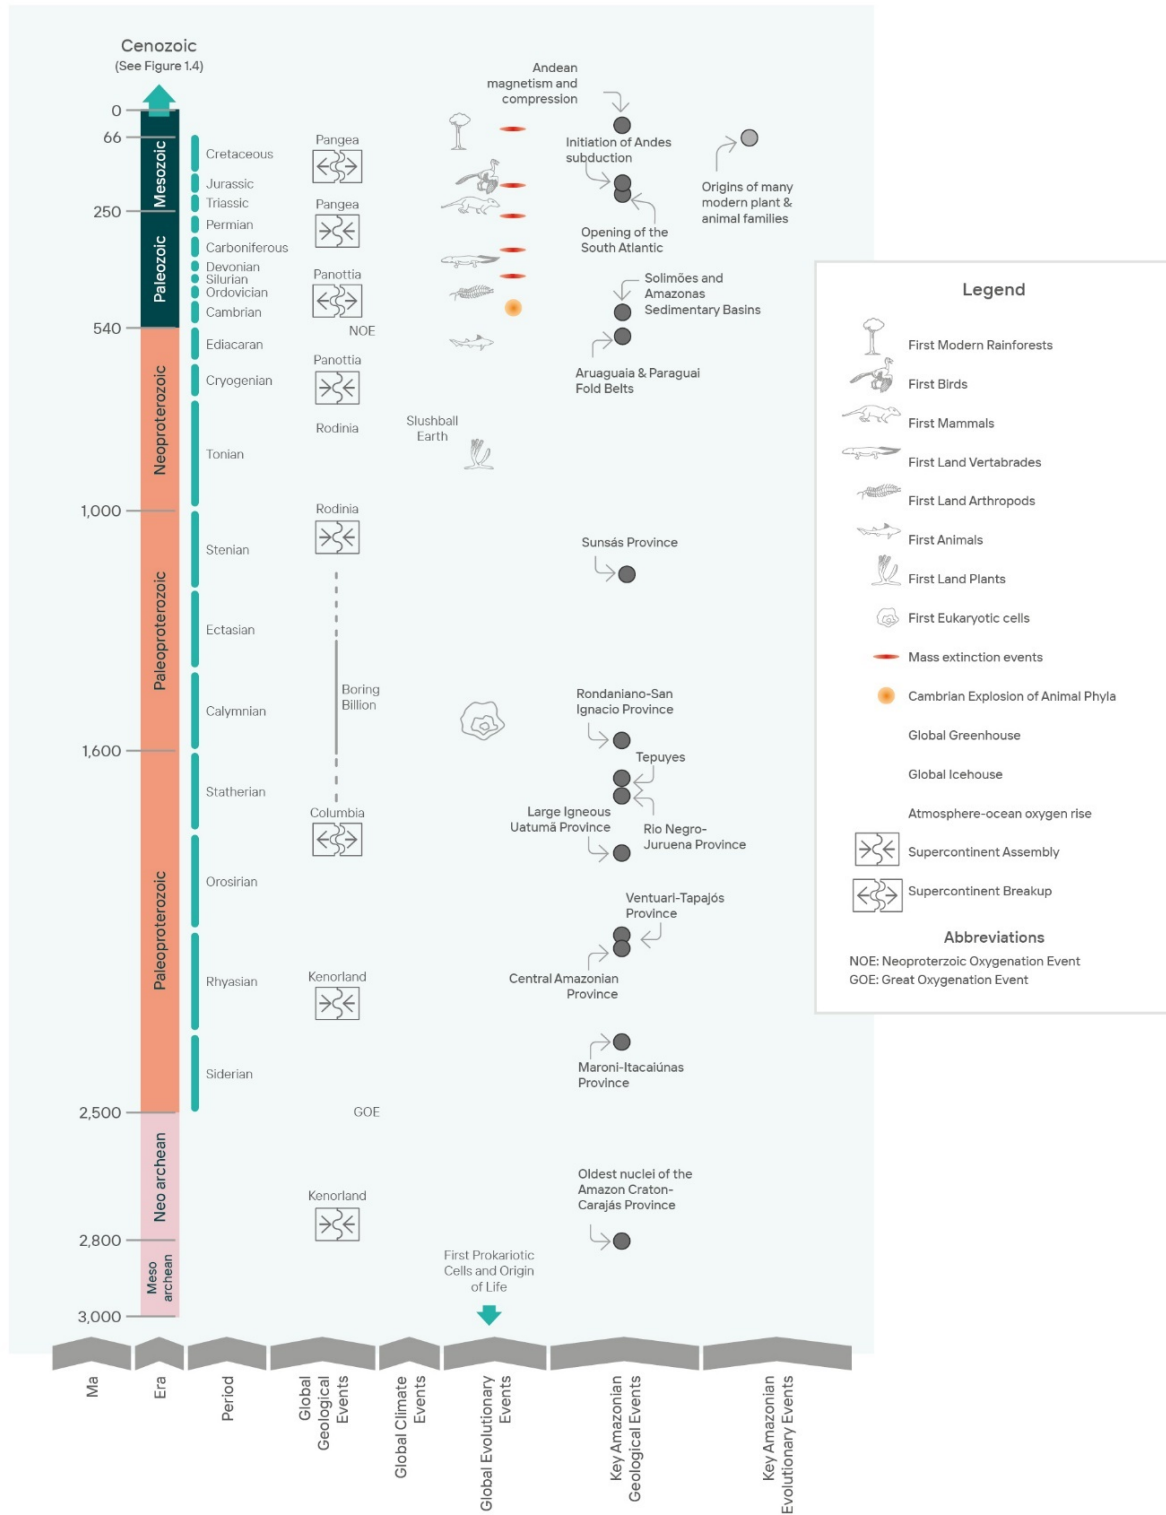 Cenozoic
(See Figure 1.4)
0
66
250
540
1,000
1,600
2,500
2,800
3,000
Mesozoic
Paleozoic
Neoproterozoic
Paleoproterozoic
Paleoproterozoic
Neo archean
Meso
archean
Cretaceous
Jurassic
Triassic
Permian
Carboniferous
Devonian
Silurian
Ordovician
Cambrian
Ediacaran
Cryogenian
Tonian
Stenian
Ectasian
Calymnian
Statherian
Orosirian
Rhyasian
Siderian
Pangea
Pangea
Panottia
NOE
Panottia
Rodinia
Rodinia
Boring
Billion
Columbia
Kenorland
GOE
Kenorland
Slushball
Earth
First Prokariotic
Cells and Origin
of Life
Andean
magnetism and
compression
Initiation of Andes
subduction
Opening of the
South Atlantic
Solimões and
Amazonas
Sedimentary Basins
Aruaguaia & Paraguai
Fold Belts
Sunsás Province
Rondaniano-San
Ignacio Province
Tepuyes
Large Igneous
Uatumã Province
Rio Negro-
Juruena Province
Ventuari-Tapajós
Province
Central Amazonian
Province
Maroni-Itacaiúnas
Province
Oldest nuclei of the
Amazon Craton-
Carajás Province
Origins of many
modern plant &
animal families
Ma
Era
Period
Global
Geological
Events
Global Climate
Events
Global Evolutionary
Events
Key Amazonian
Geological Events
Key Amazonian
Evolutionary Events
Legend
First Modern Rainforests
First Birds
First Mammals
First Land Vertabrades
First Land Arthropods
First Animals
First Land Plants
First Eukaryotic cells
Mass extinction events
Cambrian Explosion of Animal Phyla
Global Greenhouse
Global Icehouse
Atmosphere-ocean oxygen rise
Supercontinent Assembly
Supercontinent Breakup
Abbreviations
NOE: Neoproterzoic Oxygenation Event
GOE: Great Oxygenation Event